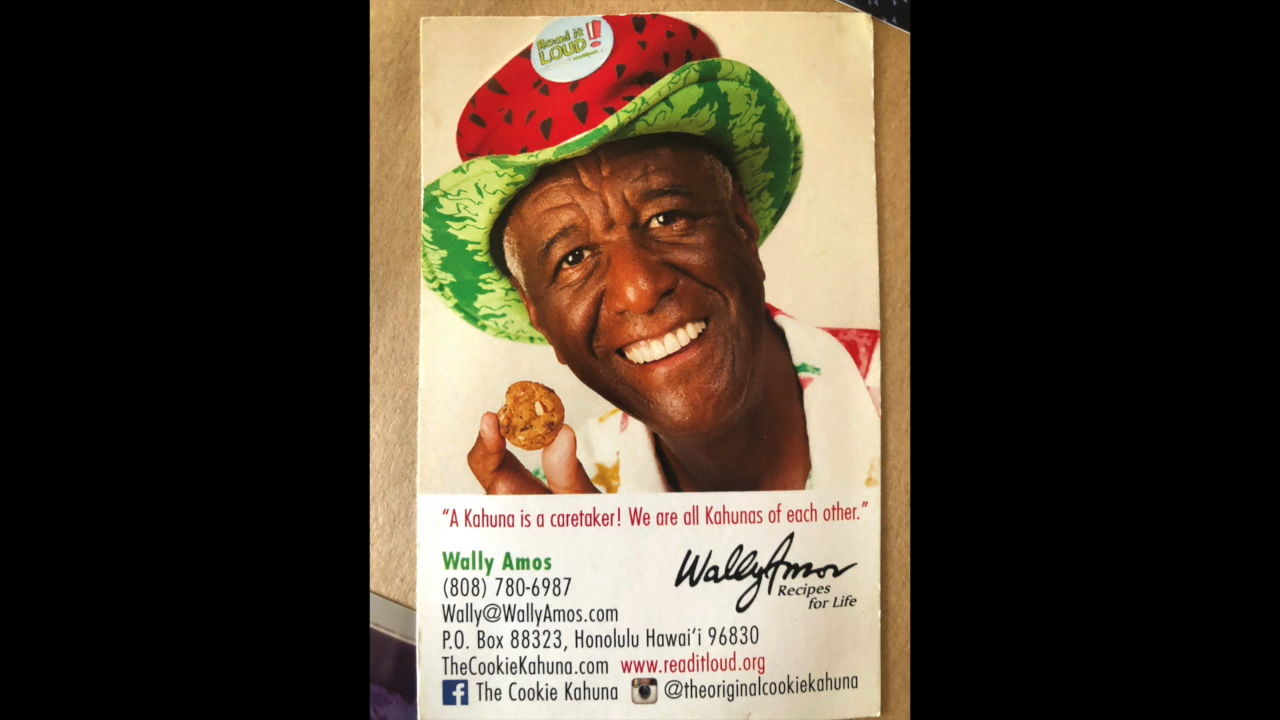 Read it
LOUD!
"A Kahuna is a caretaker! We are all Kahunas of each other."
Wally Amos
(808) 780-6987
Wally@WallyAmos.com
P.O. Box 88323, Honolulu Hawai'i 96830
TheCookieKahuna.com www.readitloud.org
The Cookie Kahuna @theoriginalcookiekahuna
Wally Amos
Recipes
for Life